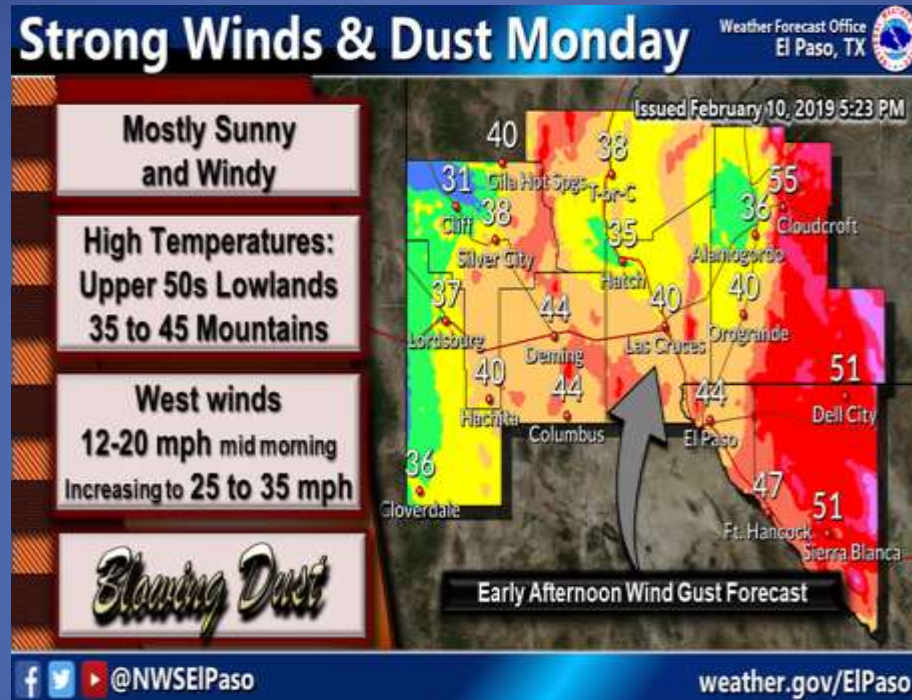 Strong Winds & Dust Monday
Weather Forecast Office
El Paso, TX
Issued February 10, 2019 5:23 PM
Mostly Sunny
and Windy
High Temperatures:
Upper 50s Lowlands
35 to 45 Mountains
West winds
12-20 mph mid morning
Increasing to 25 to 35 mph
Blowing Dust
40
Gila Hot Spgs
38
T-or-C
31
Cliff
38
Silver City
35
Hatch
55
Cloudcroft
36
Alamogordo
37
Lordsburg
44
Deming
40
Las Cruces
40
Orogrande
40
Hachita
44
Columbus
44
El Paso
51
Dell City
36
Cloverdale
47
Ft. Hancock
51
Sierra Blanca
Early Afternoon Wind Gust Forecast
@NWSElPaso
weather.gov/ElPaso